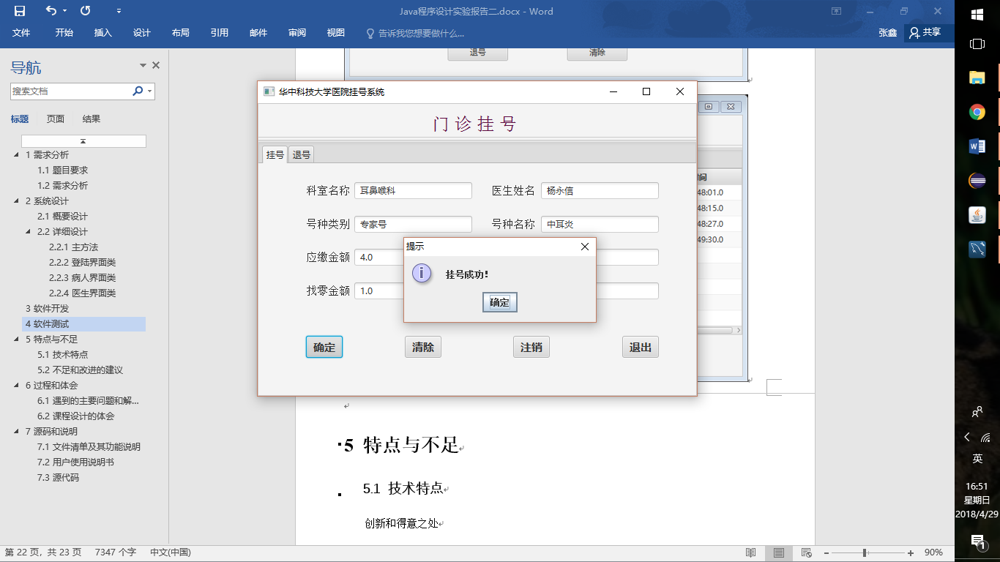 Java程序设计实验报告二.docx - Word
文件 开始 插入 设计 布局 引用 邮件 审阅 视图 告诉我您想要做什么... 张鑫 共享
导航
搜索文档
标题 页面 结果
1 需求分析
1.1 题目要求
1.2 需求分析
2 系统设计
2.1 概要设计
2.2 详细设计
2.2.1 主方法
2.2.2 登陆界面类
2.2.3 病人界面类
2.2.4 医生界面类
3 软件开发
4 软件测试
5 特点与不足
5.1 技术特点
5.2 不足和改进的建议
6 过程和体会
6.1 遇到的主要问题和解...
6.2 课程设计的体会
7 源码和说明
7.1 文件清单及其功能说明
7.2 用户使用说明书
7.3 源代码
退号 清除
华中科技大学医院挂号系统
门诊挂号
挂号 退号
科室名称 耳鼻喉科 医生姓名 杨永信
号种类别 专家号 号种名称 中耳炎
应缴金额 4.0
找零金额 1.0
提示
挂号成功!
确定
确定 清除 注销 退出
间
48:01.0
48:15.0
48:27.0
49:30.0
5 特点与不足
5.1 技术特点
创新和得意之处
英
16:51
星期日
2018/4/29
1
第 22 页，共 23 页 7347 个字 中文(中国) 90%